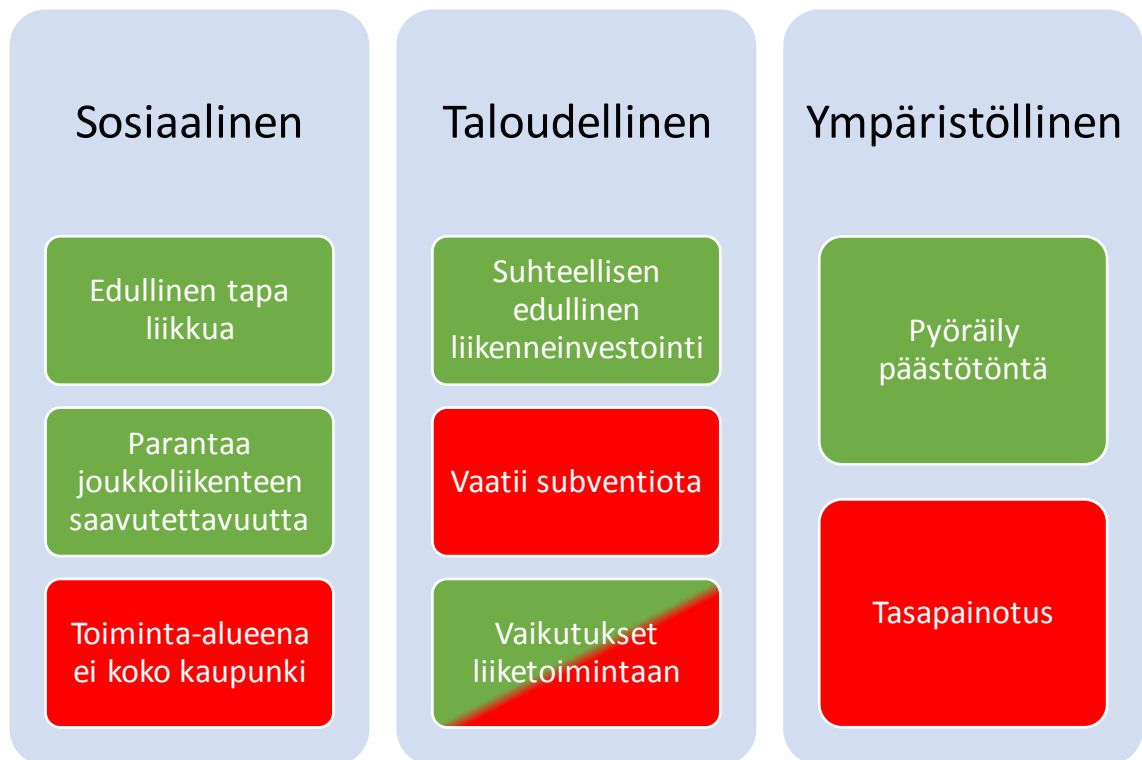 Sosiaalinen
Edullinen tapa
liikkua
Parantaa
joukkoliikenteen
saavutettavuutta
Toiminta-alueena
ei koko kaupunki
Taloudellinen
Suhteellisen
edullinen
liikenneinvestointi
Vaatii subventiota
Vaikutukset
liiketoimintaan
Ympäristöllinen
Pyöräily
päästötöntä
Tasapainotus